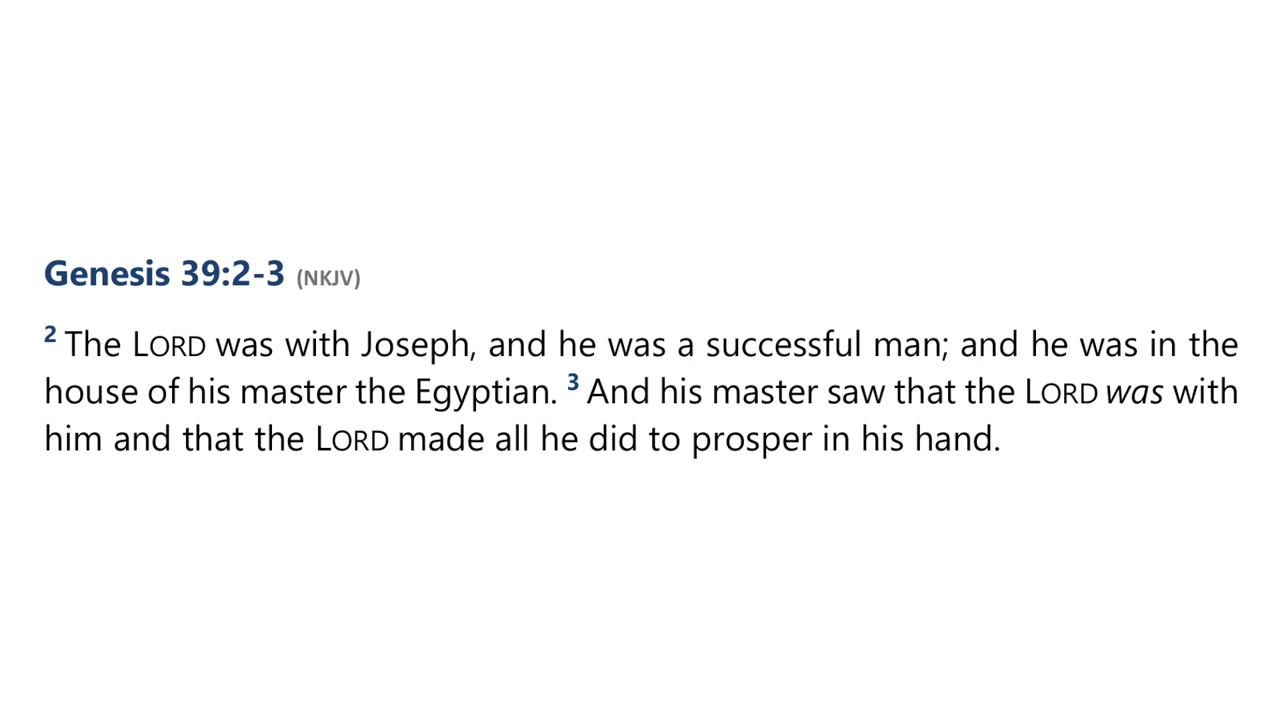 Genesis 39:2-3 (NKJV)
2 The LORD was with Joseph, and he was a successful man; and he was in the
house of his master the Egyptian. 3 And his master saw that the LORD was with
him and that the LORD made all he did to prosper in his hand.